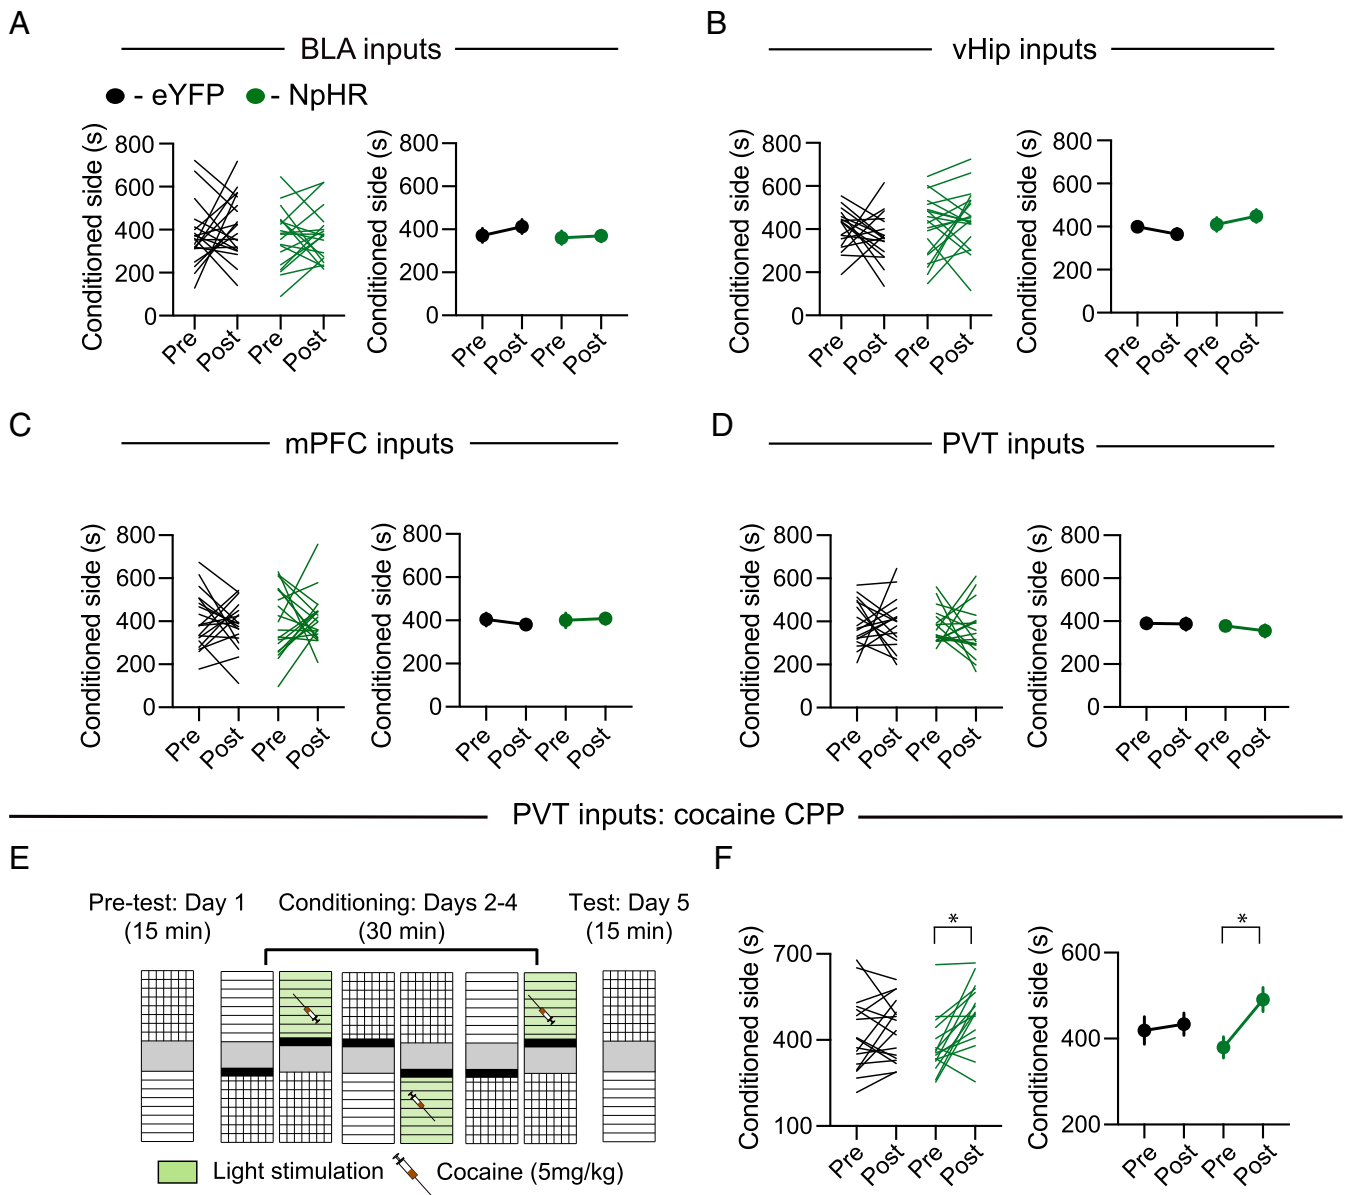 A
BLA inputs
- eYFP - NpHR
Conditioned side (s)
800
600
400
200
0
Pre Post Pre Post
Conditioned side (s)
800
600
400
200
0
Pre Post Pre Post
B
vHip inputs
Conditioned side (s)
800
600
400
200
0
Pre Post Pre Post
Conditioned side (s)
800
600
400
200
0
Pre Post Pre Post
C
mPFC inputs
Conditioned side (s)
800
600
400
200
0
Pre Post Pre Post
Conditioned side (s)
800
600
400
200
0
Pre Post Pre Post
D
PVT inputs
Conditioned side (s)
800
600
400
200
0
Pre Post Pre Post
Conditioned side (s)
800
600
400
200
0
Pre Post Pre Post
PVT inputs: cocaine CPP
E
Pre-test: Day 1
(15 min)
Conditioning: Days 2-4
(30 min)
Test: Day 5
(15 min)
Light stimulation
Cocaine (5mg/kg)
F
Conditioned side (s)
700
400
100
*
Pre Post Pre Post
Conditioned side (s)
600
400
200
*
Pre Post Pre Post